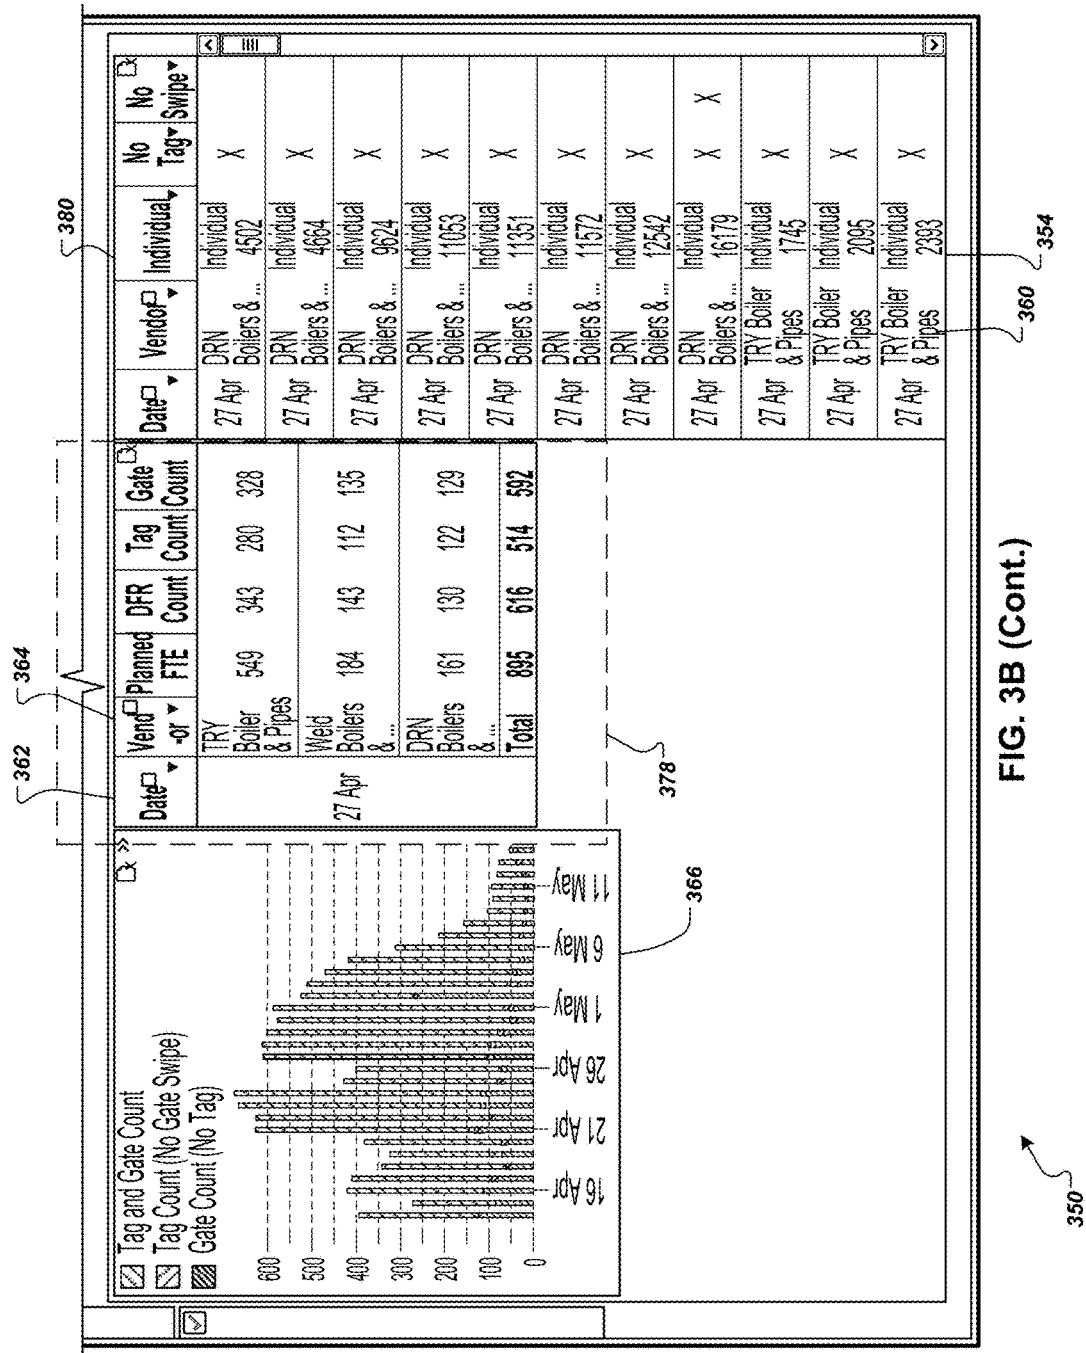 Tag and Gate Count
Tag Count (No Gate Swipe)
Gate Count (No Tag)
600
500
400
300
200
100
0
16 Apr
21 Apr
26 Apr
1 May
6 May
11 May
366
362
364
Date
Vend
-or
Planned
FTE
DFR
Count
Tag
Count
Gate
Count
27 Apr
TRY
Boiler
& Pipes
549 343 280 328
Weld
Boilers
& ...
184 143 112 135
DRN
Boilers
& ...
161 130 122 129
Total 895 616 514 592
378
380
Date Vendor Individual
No
Tag
No
Swipe
27 Apr DRN
Boilers & ...
Individual
4502
X
27 Apr DRN
Boilers & ...
Individual
4664
X
27 Apr DRN
Boilers & ...
Individual
9624
X
27 Apr DRN
Boilers & ...
Individual
11053
X
27 Apr DRN
Boilers & ...
Individual
11351
X
27 Apr DRN
Boilers & ...
Individual
11572
X
27 Apr DRN
Boilers & ...
Individual
12542
X
27 Apr DRN
Boilers & ...
Individual
16179
X X
27 Apr TRY Boiler
& Pipes
Individual
1745
X
27 Apr TRY Boiler
& Pipes
Individual
2095
X
27 Apr TRY Boiler
& Pipes
Individual
2393
X
354
360
350
FIG. 3B (Cont.)